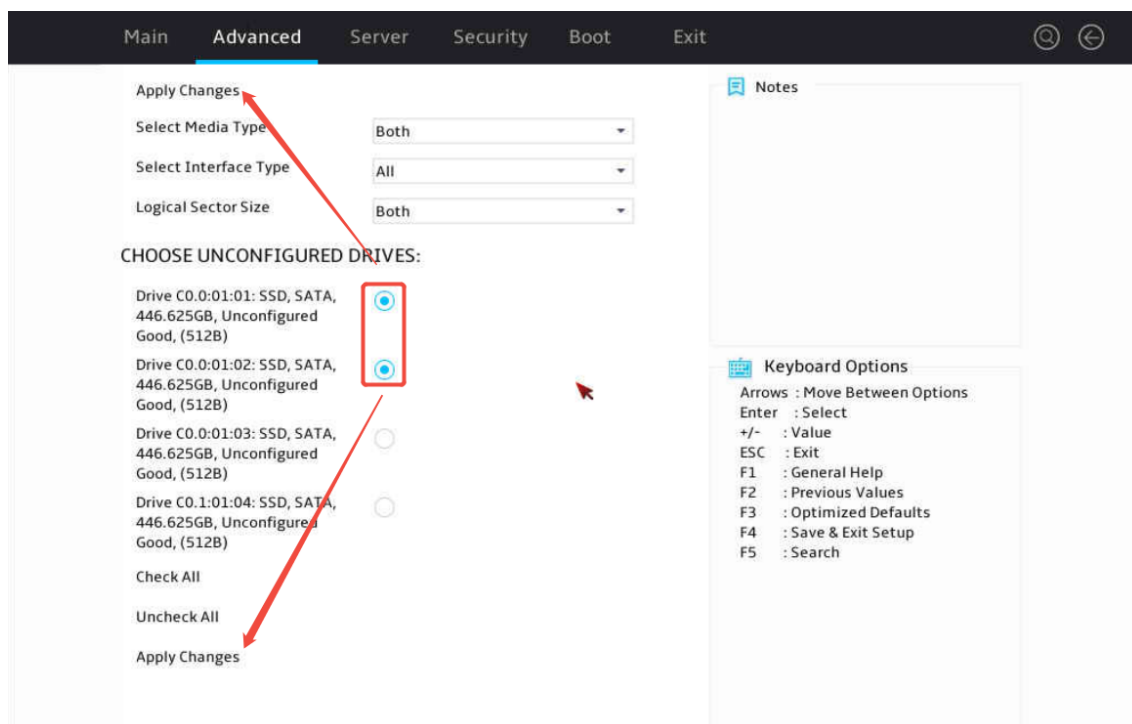 Main Advanced Server Security Boot Exit
Apply Changes
Select Media Type Both
Select Interface Type All
Logical Sector Size Both
CHOOSE UNCONFIGURED DRIVES:
Drive C0.0:01:01: SSD, SATA,
446.625GB, Unconfigured
Good, (512B)
Drive C0.0:01:02: SSD, SATA,
446.625GB, Unconfigured
Good, (512B)
Drive C0.0:01:03: SSD, SATA,
446.625GB, Unconfigured
Good, (512B)
Drive C0.1:01:04: SSD, SATA,
446.625GB, Unconfigured
Good, (512B)
Check All
Uncheck All
Apply Changes
Notes
Keyboard Options
Arrows : Move Between Options
Enter : Select
+/- : Value
ESC : Exit
F1 : General Help
F2 : Previous Values
F3 : Optimized Defaults
F4 : Save & Exit Setup
F5 : Search